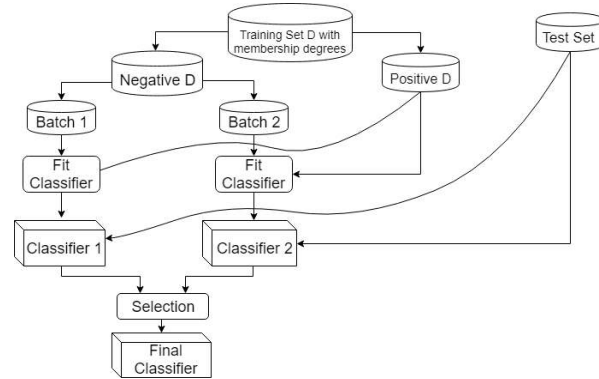 Training Set D with
membership degrees
Test Set
Negative D
Positive D
Batch 1
Batch 2
Fit
Classifier
Fit
Classifier
Classifier 1
Classifier 2
Selection
Final
Classifier